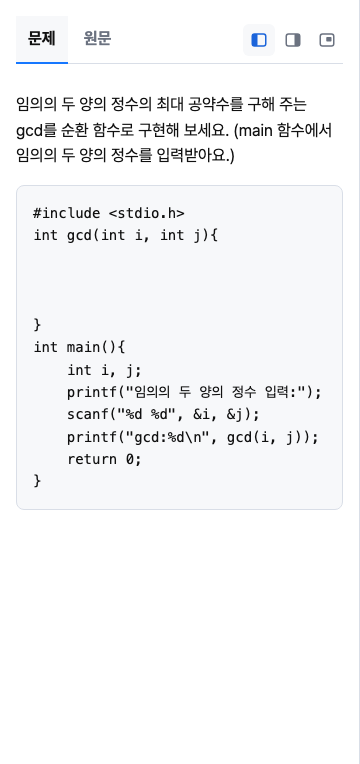 문제 원문
임의의 두 양의 정수의 최대 공약수를 구해 주는
gcd를 순환 함수로 구현해 보세요. (main 함수에서
임의의 두 양의 정수를 입력받아요.)
#include <stdio.h>
int gcd(int i, int j){
}
int main(){
    int i, j;
    printf("임의의 두 양의 정수 입력:");
    scanf("%d %d", &i, &j);
    printf("gcd:%d\n", gcd(i, j));
    return 0;
}